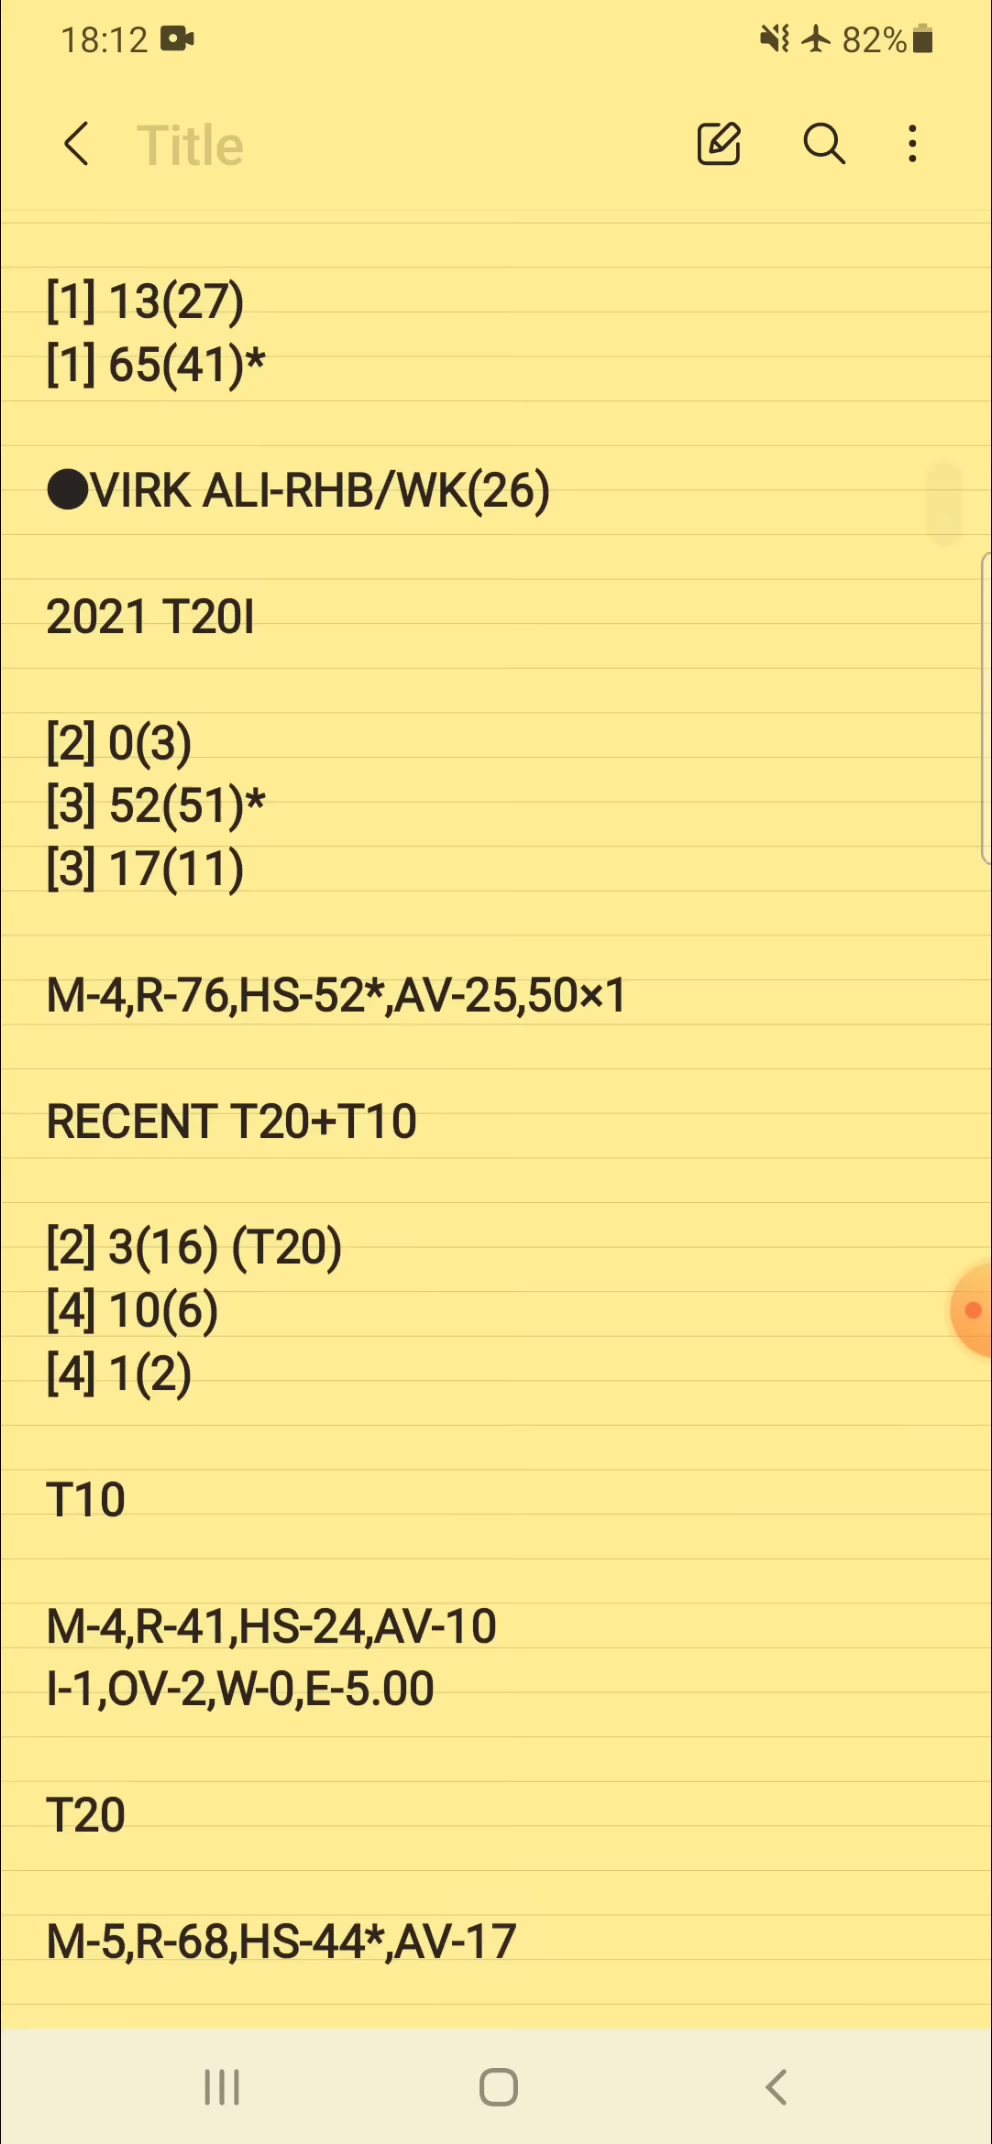 18:12 82%
Title
[1] 13(27)
[1] 65(41)*
●VIRK ALI-RHB/WK(26)
2021 T20I
[2] 0(3)
[3] 52(51)*
[3] 17(11)
M-4,R-76,HS-52*,AV-25,50×1
RECENT T20+T10
[2] 3(16) (T20)
[4] 10(6)
[4] 1(2)
T10
M-4,R-41,HS-24,AV-10
I-1,OV-2,W-0,E-5.00
T20
M-5,R-68,HS-44*,AV-17